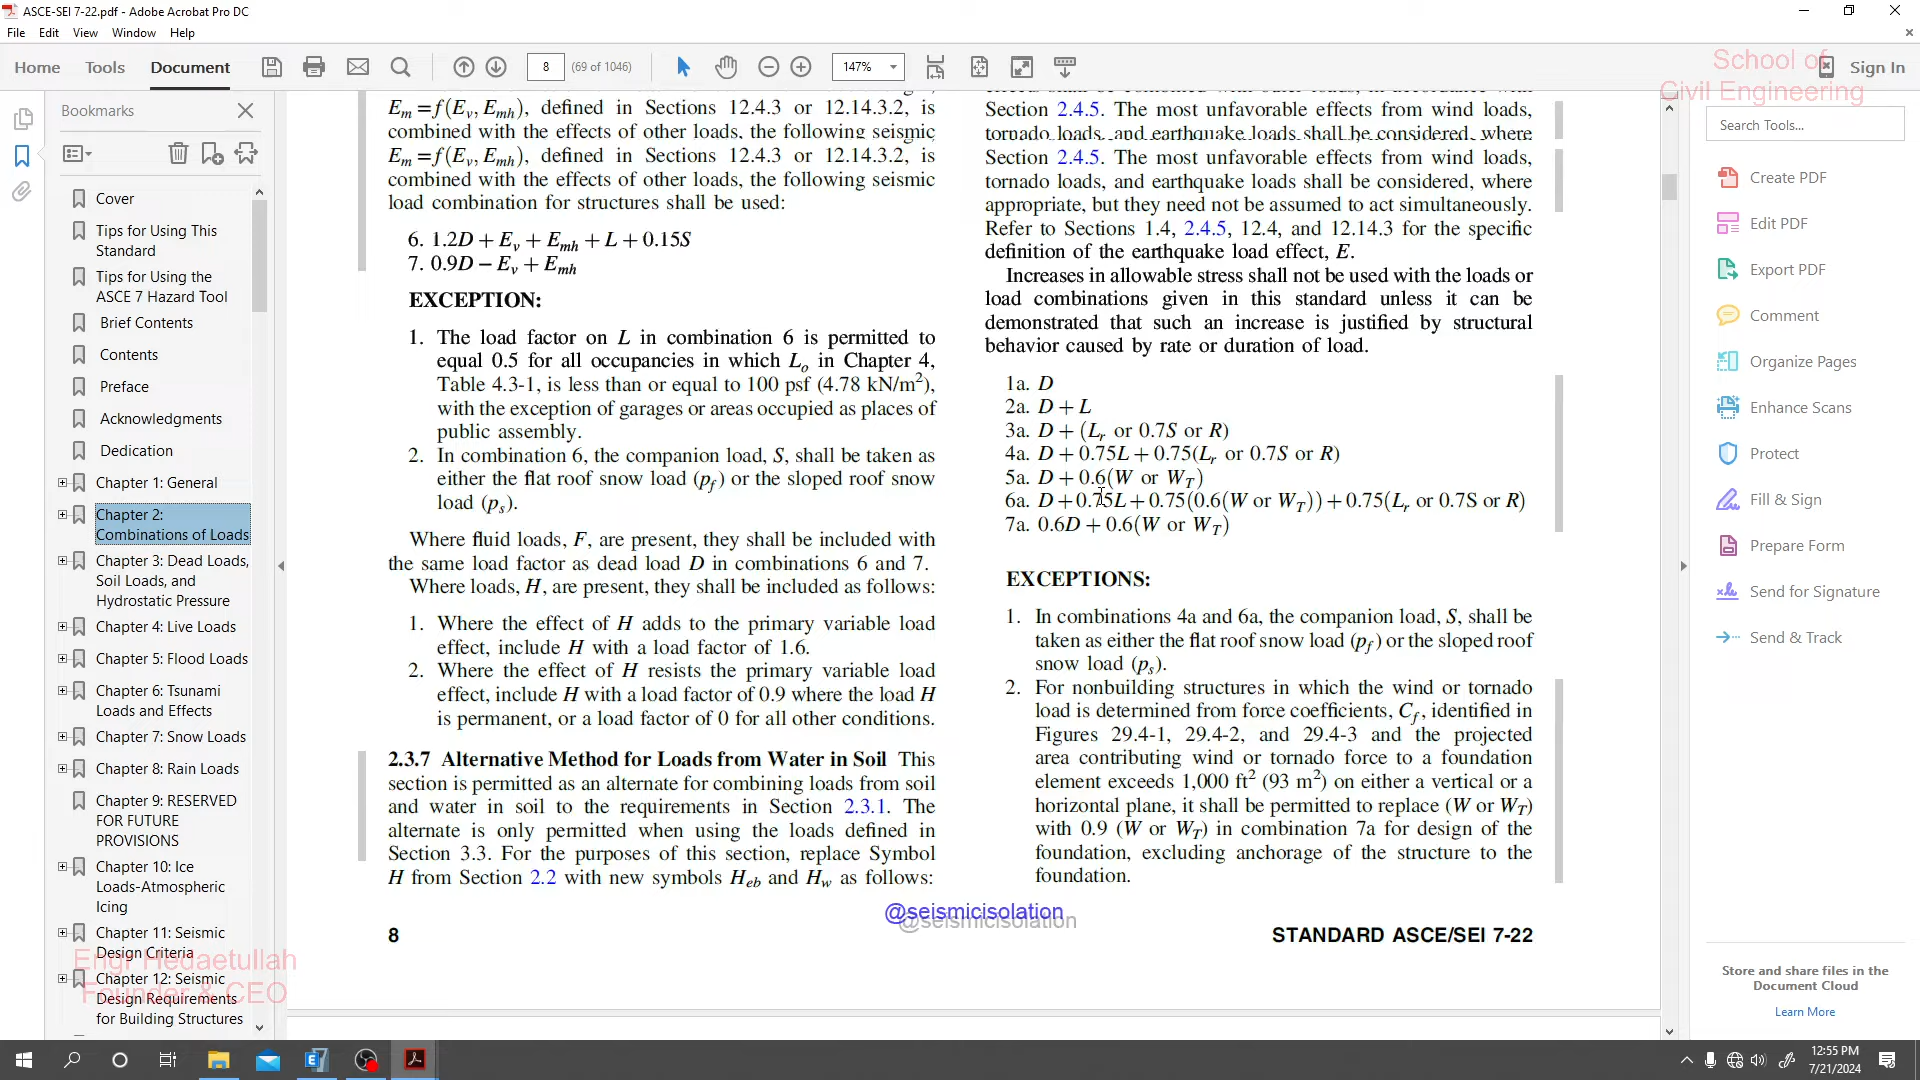 ASCE-SEI 7-22.pdf - Adobe Acrobat Pro DC
File Edit View Window Help
Home Tools Document 8 (69 of 1046) 147% Sign In
School of
Civil Engineering
Bookmarks
Cover
Tips for Using This
Standard
Tips for Using the
ASCE 7 Hazard Tool
Brief Contents
Contents
Preface
Acknowledgments
Dedication
Chapter 1: General
Chapter 2:
Combinations of Loads
Chapter 3: Dead Loads,
Soil Loads, and
Hydrostatic Pressure
Chapter 4: Live Loads
Chapter 5: Flood Loads
Chapter 6: Tsunami
Loads and Effects
Chapter 7: Snow Loads
Chapter 8: Rain Loads
Chapter 9: RESERVED
FOR FUTURE
PROVISIONS
Chapter 10: Ice
Loads-Atmospheric
Icing
Chapter 11: Seismic
Design Criteria
Chapter 12: Seismic
Design Requirements
for Building Structures
Engr Hedaetullah
Founder & CEO
E_m = f(E_v, E_mh), defined in Sections 12.4.3 or 12.14.3.2, is
combined with the effects of other loads, the following seismic
E_m = f(E_v, E_mh), defined in Sections 12.4.3 or 12.14.3.2, is
combined with the effects of other loads, the following seismic
load combination for structures shall be used:
6. 1.2D + E_v + E_mh + L + 0.15S
7. 0.9D − E_v + E_mh
EXCEPTION:
1. The load factor on L in combination 6 is permitted to
equal 0.5 for all occupancies in which L_o in Chapter 4,
Table 4.3-1, is less than or equal to 100 psf (4.78 kN/m²),
with the exception of garages or areas occupied as places of
public assembly.
2. In combination 6, the companion load, S, shall be taken as
either the flat roof snow load (p_f) or the sloped roof snow
load (p_s).
Where fluid loads, F, are present, they shall be included with
the same load factor as dead load D in combinations 6 and 7.
Where loads, H, are present, they shall be included as follows:
1. Where the effect of H adds to the primary variable load
effect, include H with a load factor of 1.6.
2. Where the effect of H resists the primary variable load
effect, include H with a load factor of 0.9 where the load H
is permanent, or a load factor of 0 for all other conditions.
2.3.7 Alternative Method for Loads from Water in Soil This
section is permitted as an alternate for combining loads from soil
and water in soil to the requirements in Section 2.3.1. The
alternate is only permitted when using the loads defined in
Section 3.3. For the purposes of this section, replace Symbol
H from Section 2.2 with new symbols H_eb and H_w as follows:
Section 2.4.5. The most unfavorable effects from wind loads,
tornado loads, and earthquake loads shall be considered, where
Section 2.4.5. The most unfavorable effects from wind loads,
tornado loads, and earthquake loads shall be considered, where
appropriate, but they need not be assumed to act simultaneously.
Refer to Sections 1.4, 2.4.5, 12.4, and 12.14.3 for the specific
definition of the earthquake load effect, E.
Increases in allowable stress shall not be used with the loads or
load combinations given in this standard unless it can be
demonstrated that such an increase is justified by structural
behavior caused by rate or duration of load.
1a. D
2a. D + L
3a. D + (L_r or 0.7S or R)
4a. D + 0.75L + 0.75(L_r or 0.7S or R)
5a. D + 0.6(W or W_T)
6a. D + 0.75L + 0.75(0.6(W or W_T)) + 0.75(L_r or 0.7S or R)
7a. 0.6D + 0.6(W or W_T)
EXCEPTIONS:
1. In combinations 4a and 6a, the companion load, S, shall be
taken as either the flat roof snow load (p_f) or the sloped roof
snow load (p_s).
2. For nonbuilding structures in which the wind or tornado
load is determined from force coefficients, C_f, identified in
Figures 29.4-1, 29.4-2, and 29.4-3 and the projected
area contributing wind or tornado force to a foundation
element exceeds 1,000 ft² (93 m²) on either a vertical or a
horizontal plane, it shall be permitted to replace (W or W_T)
with 0.9 (W or W_T) in combination 7a for design of the
foundation, excluding anchorage of the structure to the
foundation.
@seismicisolation
@seismicisolation
8 STANDARD ASCE/SEI 7-22
Search Tools...
Create PDF
Edit PDF
Export PDF
Comment
Organize Pages
Enhance Scans
Protect
Fill & Sign
Prepare Form
Send for Signature
Send & Track
Store and share files in the
Document Cloud
Learn More
12:55 PM
7/21/2024